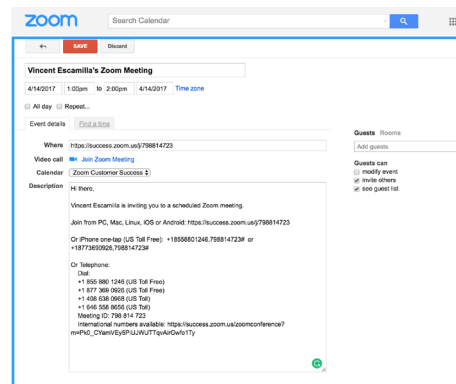 zoom
Search Calendar
SAVE Discard
Vincent Escamilla's Zoom Meeting
4/14/2017 1:00pm to 2:00pm 4/14/2017 Time zone
All day Repeat...
Event details Find a time
Guests Rooms
Where https://success.zoom.us/j/798814723
Add guests
Video call Join Zoom Meeting
Guests can
Calendar Zoom Customer Success
modify event
invite others
see guest list
Description Hi there,
Vincent Escamilla is inviting you to a scheduled Zoom meeting.
Join from PC, Mac, Linux, iOS or Android: https://success.zoom.us/j/798814723
Or iPhone one-tap (US Toll Free): +18558801246,798814723# or
+18773690926,798814723#
Or Telephone:
Dial:
+1 855 880 1246 (US Toll Free)
+1 877 369 0926 (US Toll Free)
+1 408 638 0968 (US Toll)
+1 646 558 8656 (US Toll)
Meeting ID: 798 814 723
International numbers available: https://success.zoom.us/zoomconference?